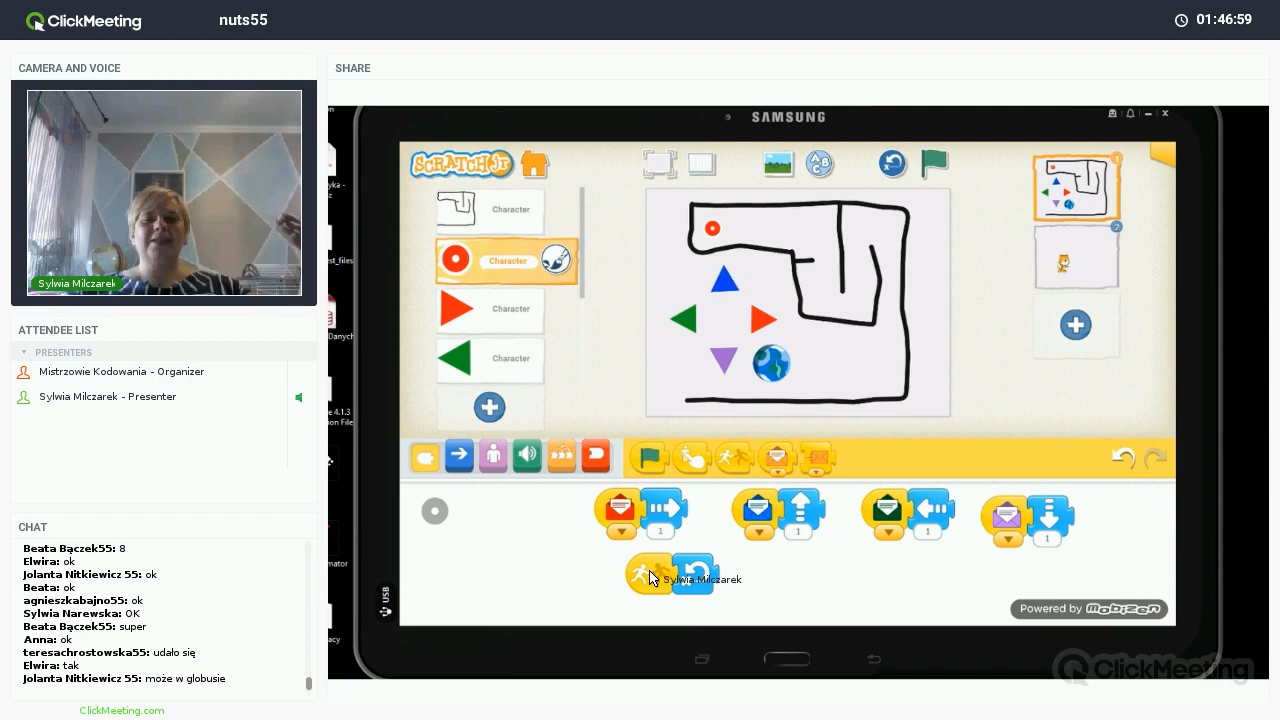 ClickMeeting
nuts55
01:46:59
CAMERA AND VOICE
Sylwia Milczarek
ATTENDEE LIST
PRESENTERS
Mistrzowie Kodowania - Organizer
Sylwia Milczarek - Presenter
CHAT
Beata Bączek55: 8
Elwira: ok
Jolanta Nitkiewicz 55: ok
Beata: ok
agnieszkabajno55: ok
Sylwia Narewska: OK
Beata Bączek55: super
Anna: ok
teresachrostowska55: udało się
Elwira: tak
Jolanta Nitkiewicz 55: może w globusie
ClickMeeting.com
SHARE
SAMSUNG
SCRATCHJr
ABC
1
2
Character
Character
Character
Character
1
1
1
1
Sylwia Milczarek
Powered by Mobizen
USB
ClickMeeting